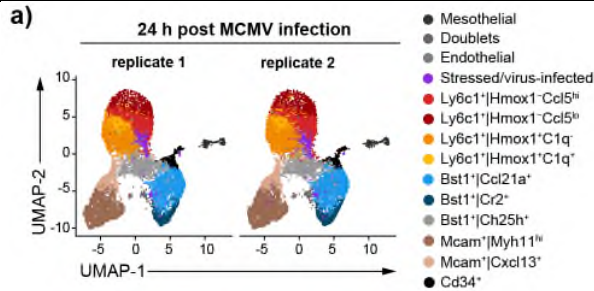 a)
24 h post MCMV infection
replicate 1
replicate 2
UMAP-2
10
5
0
-5
-10
-5 0 5 10
-5 0 5 10
UMAP-1
Mesothelial
Doublets
Endothelial
Stressed/virus-infected
Ly6c1⁺|Hmox1⁻Ccl5ʰⁱ
Ly6c1⁺|Hmox1⁻Ccl5ˡᵒ
Ly6c1⁺|Hmox1⁺C1q⁻
Ly6c1⁺|Hmox1⁺C1q⁺
Bst1⁺|Ccl21a⁺
Bst1⁺|Cr2⁺
Bst1⁺|Ch25h⁺
Mcam⁺|Myh11ʰⁱ
Mcam⁺|Cxcl13⁺
Cd34⁺